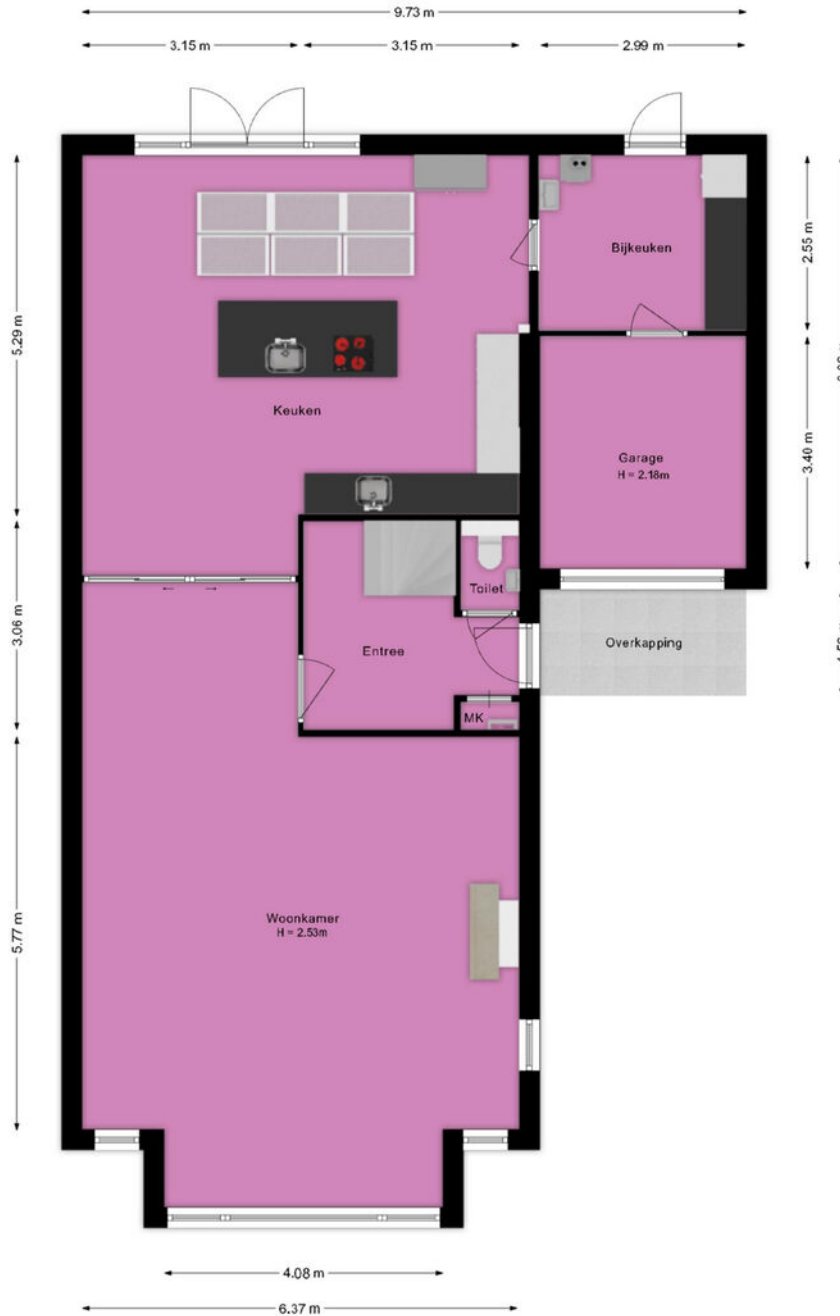 9.73 m
3.15 m
3.15 m
2.99 m
5.29 m
2.55 m
Bijkeuken
Keuken
3.40 m
Garage
H = 2.18m
3.06 m
Toilet
Entree
Overkapping
MK
5.77 m
Woonkamer
H = 2.53m
4.08 m
6.37 m